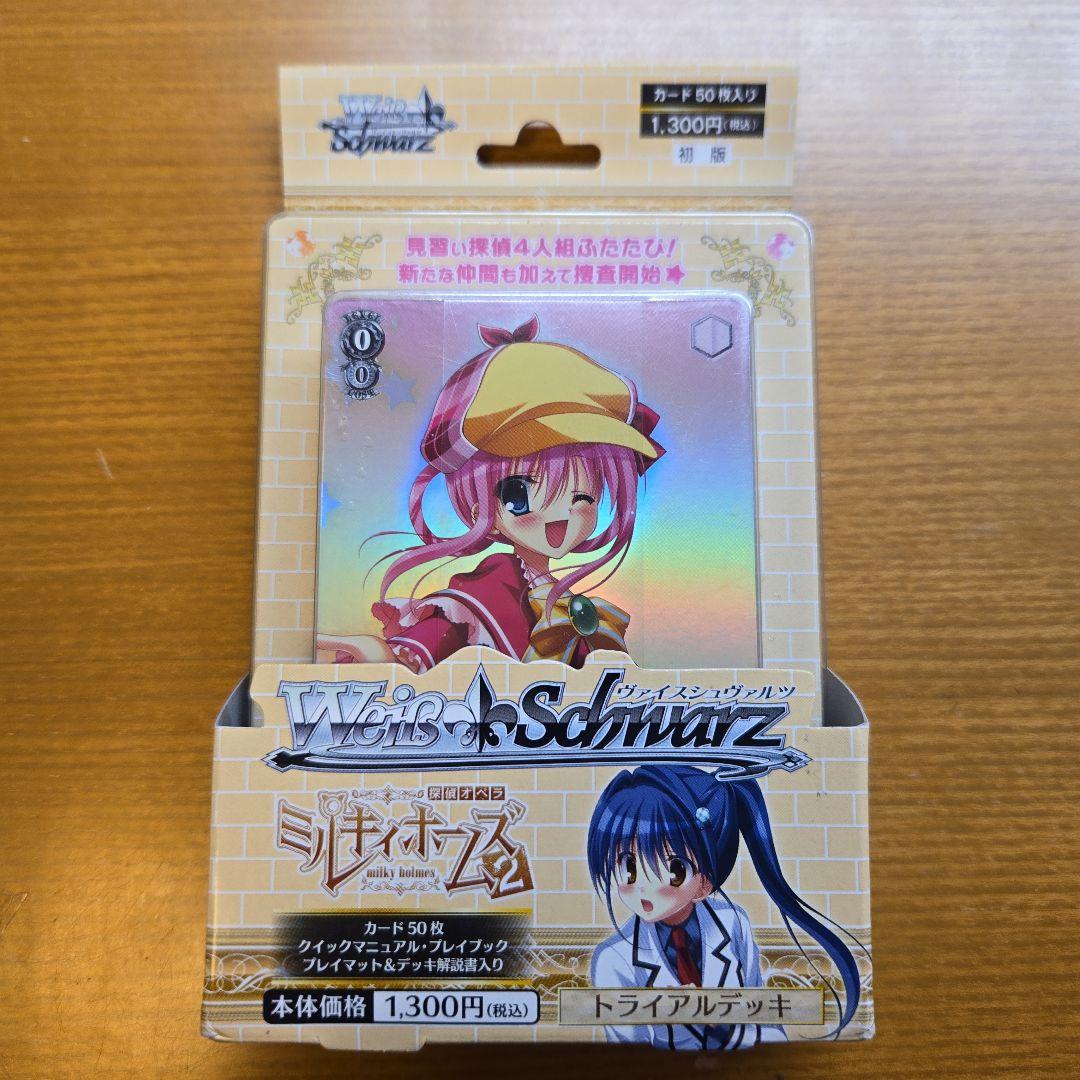 Weiß Schwarz
カード50枚入り
1,300円(税込)
初 版
見習い探偵4人組ふたたび!
新たな仲間も加えて捜査開始★
LEVEL
0
0
COST
ヴァイスシュヴァルツ
Weiß Schwarz
探偵オペラ
ミルキィホームズ2
milky holmes
カード50枚
クイックマニュアル・プレイブック
プレイマット&デッキ解説書入り
本体価格 1,300円(税込)
トライアルデッキ